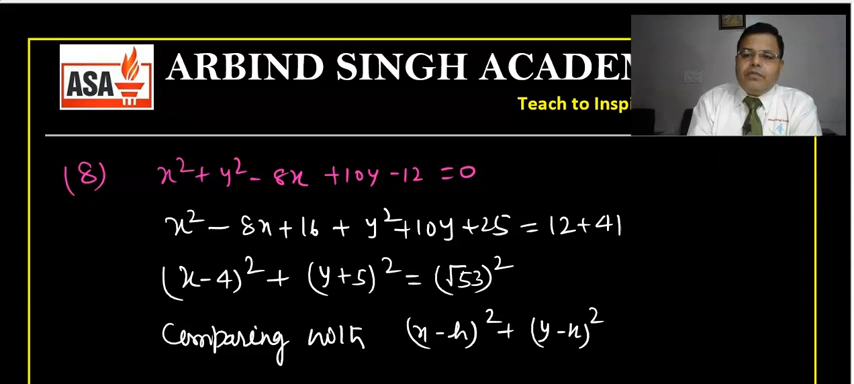 ASA
ARBIND SINGH ACADEM
Teach to Inspi
(8) x² + y² - 8x + 10y - 12 = 0
x² - 8x + 16 + y² + 10y + 25 = 12 + 41
(x - 4)² + (y + 5)² = (√53)²
Comparing with (x - h)² + (y - k)²